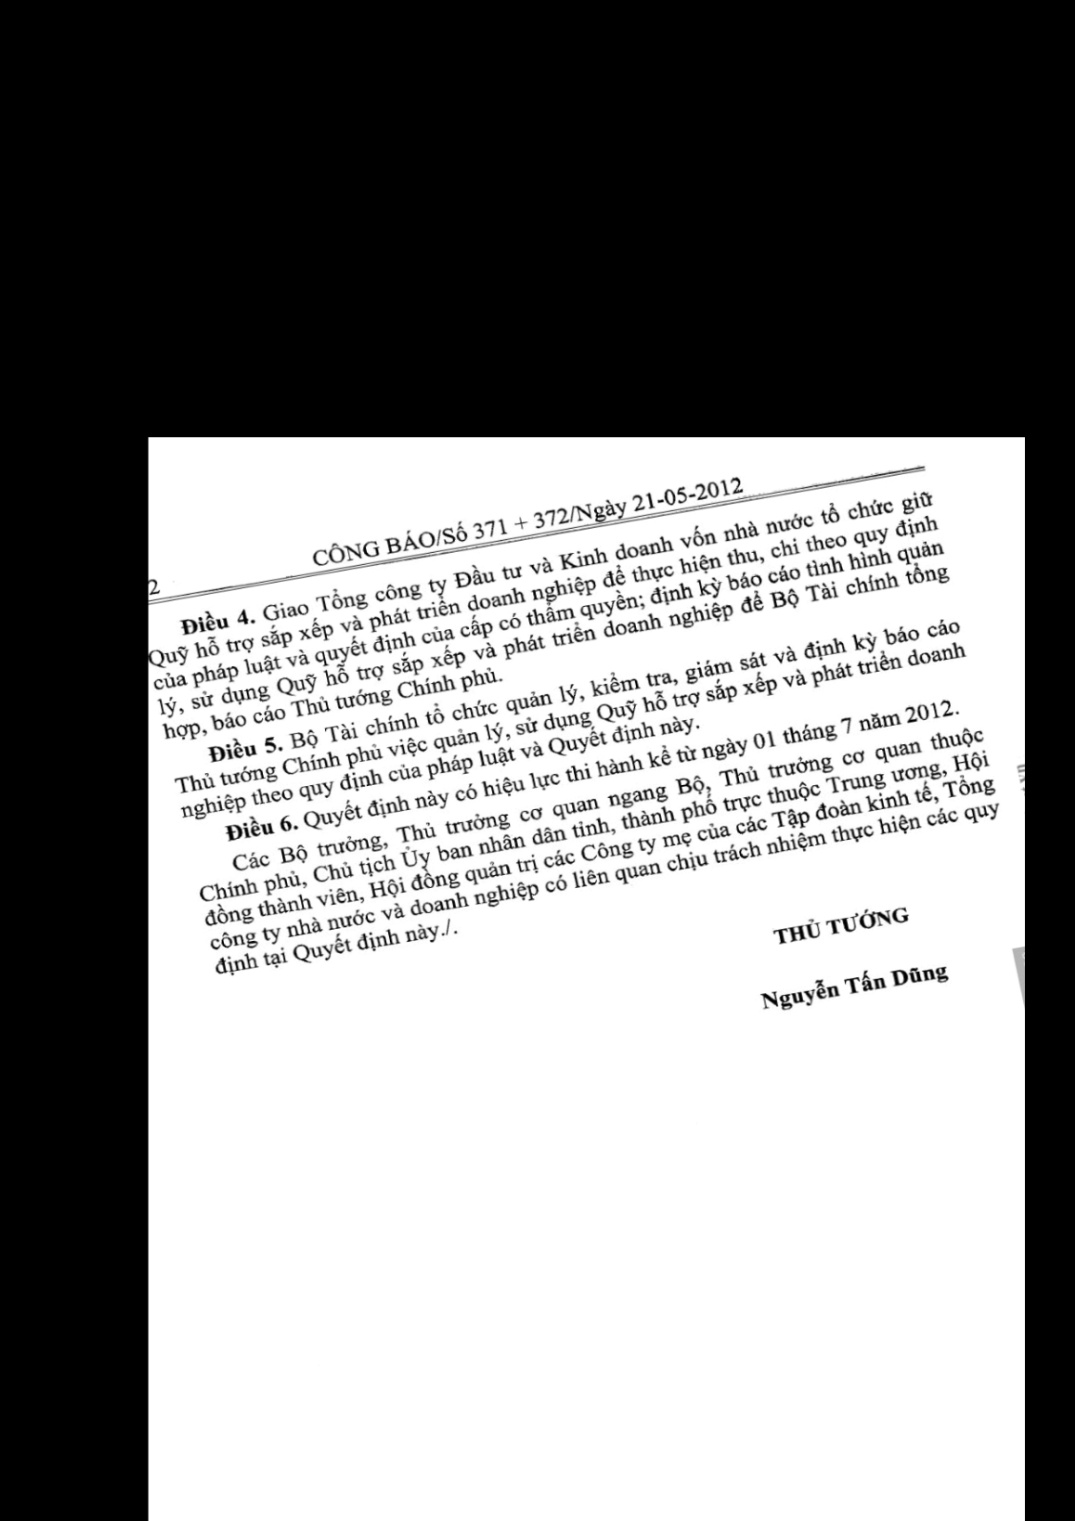 2
CÔNG BÁO/Số 371 + 372/Ngày 21-05-2012
Điều 4. Giao Tổng công ty Đầu tư và Kinh doanh vốn nhà nước tổ chức giữ
Quỹ hỗ trợ sắp xếp và phát triển doanh nghiệp để thực hiện thu, chi theo quy định
của pháp luật và quyết định của cấp có thẩm quyền; định kỳ báo cáo tình hình quản
lý, sử dụng Quỹ hỗ trợ sắp xếp và phát triển doanh nghiệp để Bộ Tài chính tổng
hợp, báo cáo Thủ tướng Chính phủ.
Điều 5. Bộ Tài chính tổ chức quản lý, kiểm tra, giám sát và định kỳ báo cáo
Thủ tướng Chính phủ việc quản lý, sử dụng Quỹ hỗ trợ sắp xếp và phát triển doanh
nghiệp theo quy định của pháp luật và Quyết định này.
Điều 6. Quyết định này có hiệu lực thi hành kể từ ngày 01 tháng 7 năm 2012.
Các Bộ trưởng, Thủ trưởng cơ quan ngang Bộ, Thủ trưởng cơ quan thuộc
Chính phủ, Chủ tịch Ủy ban nhân dân tỉnh, thành phố trực thuộc Trung ương, Hội
đồng thành viên, Hội đồng quản trị các Công ty mẹ của các Tập đoàn kinh tế, Tổng
công ty nhà nước và doanh nghiệp có liên quan chịu trách nhiệm thực hiện các quy
định tại Quyết định này./.
THỦ TƯỚNG
Nguyễn Tấn Dũng